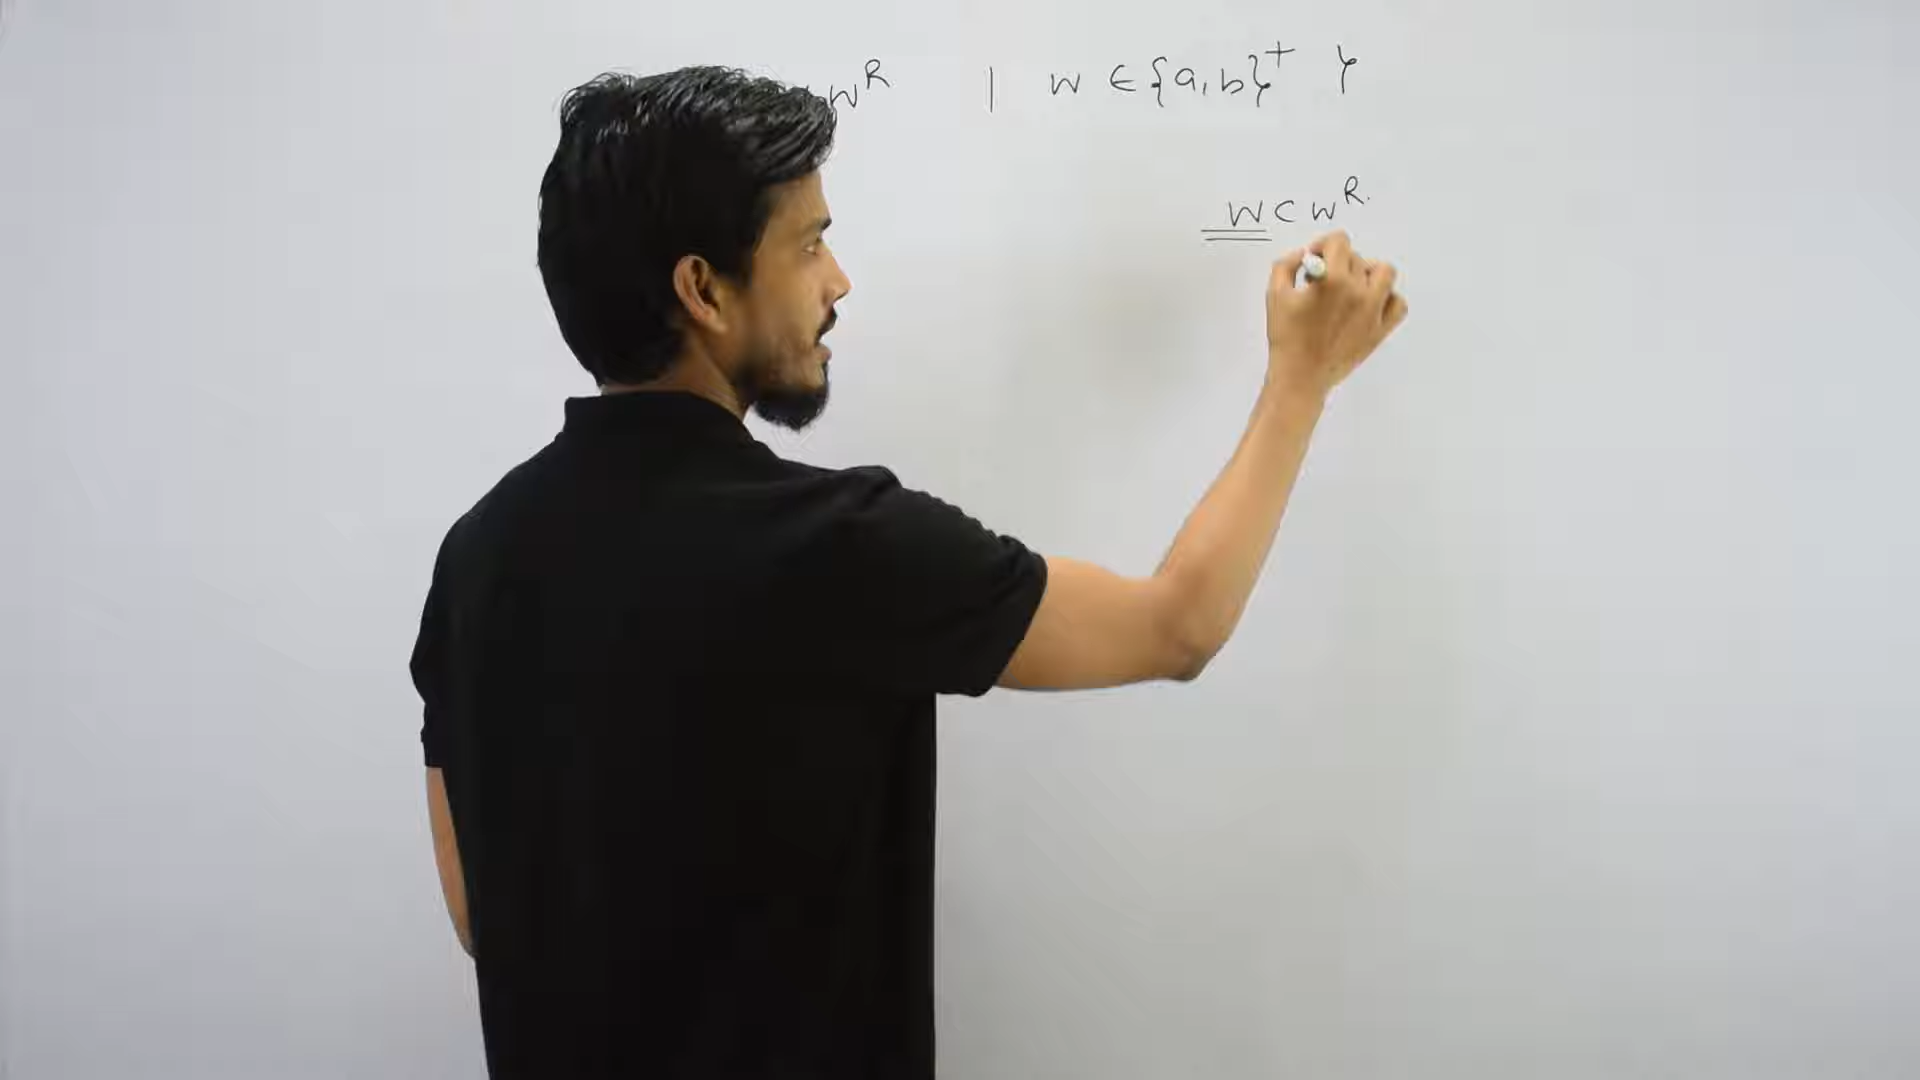 wᴿ | w ∈ {a,b}⁺ }
WCwᴿ.